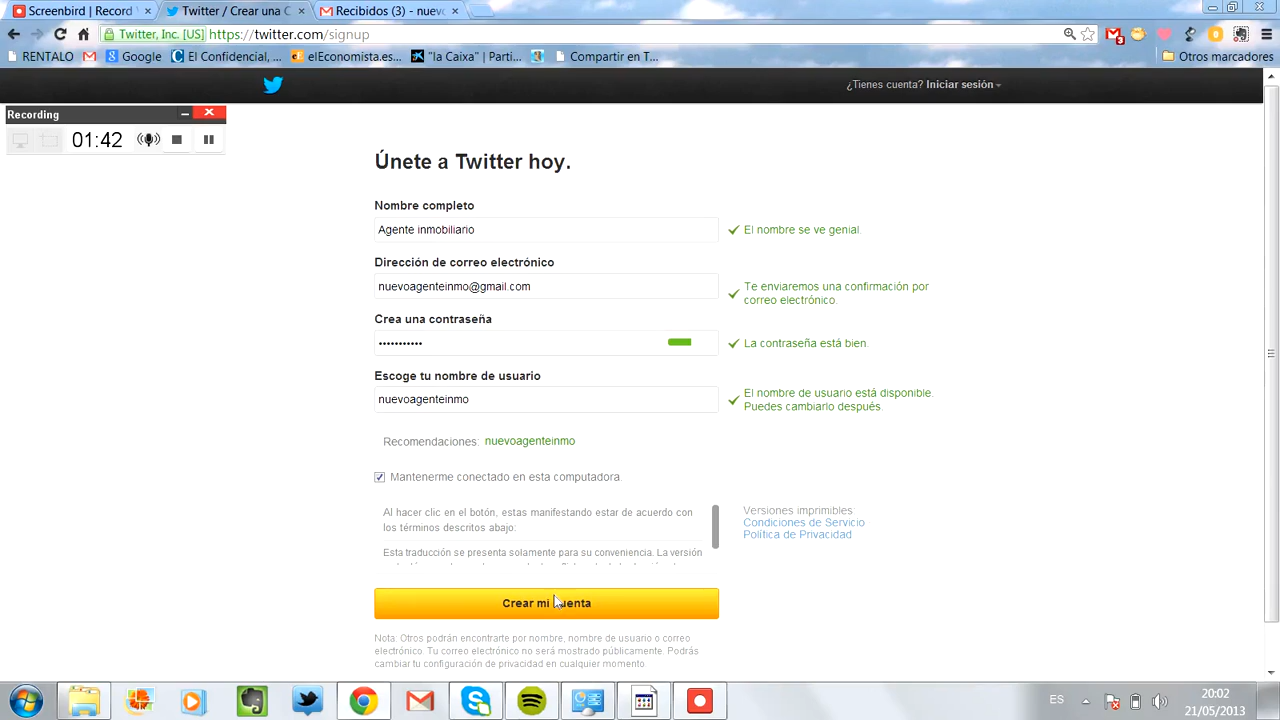 Screenbird | Record
Twitter / Crear una C
Recibidos (3) - nuevo
Twitter, Inc. [US]
https://twitter.com/signup
RENTALO
Google
El Confidencial,
elEconomista.es...
"la Caixa" | Parti...
Compartir en T...
Otros marcadores
¿Tienes cuenta? Iniciar sesión
Recording
01:42
Únete a Twitter hoy.
Nombre completo
Agente inmobiliario
El nombre se ve genial.
Dirección de correo electrónico
nuevoagenteinmo@gmail.com
Te enviaremos una confirmación por
correo electrónico.
Crea una contraseña
La contraseña está bien.
Escoge tu nombre de usuario
nuevoagenteinmo
El nombre de usuario está disponible.
Puedes cambiarlo después.
Recomendaciones: nuevoagenteinmo
Mantenerme conectado en esta computadora.
Al hacer clic en el botón, estas manifestando estar de acuerdo con
los términos descritos abajo:
Esta traducción se presenta solamente para su conveniencia. La versión
Versiones imprimibles
Condiciones de Servicio
Política de Privacidad
Crear mi cuenta
Nota: Otros podrán encontrarte por nombre, nombre de usuario o correo
electrónico. Tu correo electrónico no será mostrado públicamente. Podrás
cambiar tu configuración de privacidad en cualquier momento.
ES
20:02
21/05/2013